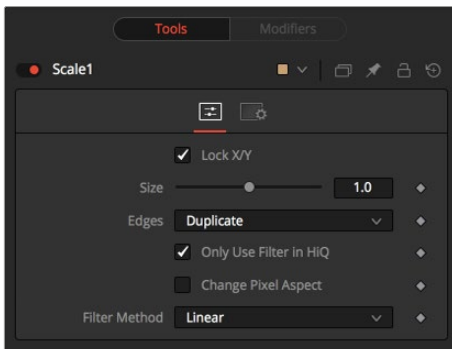 Tools Modifiers
Scale1
Lock X/Y
Size 1.0
Edges Duplicate
Only Use Filter in HiQ
Change Pixel Aspect
Filter Method Linear